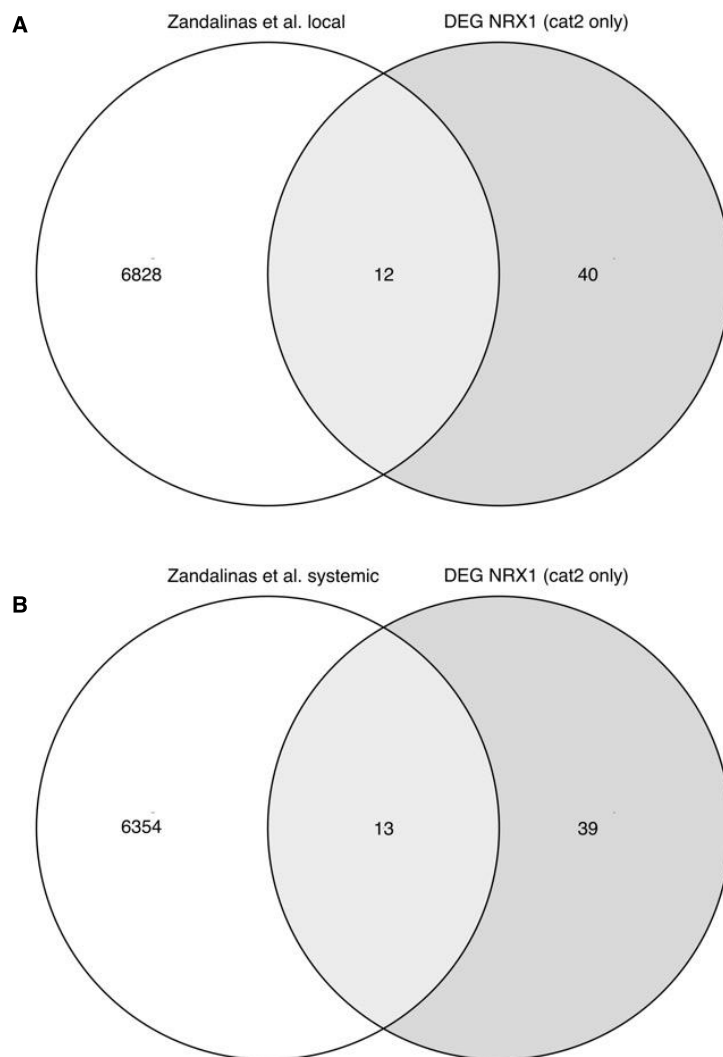 A
Zandalinas et al. local
DEG NRX1 (cat2 only)
6828
12
40
B
Zandalinas et al. systemic
DEG NRX1 (cat2 only)
6354
13
39